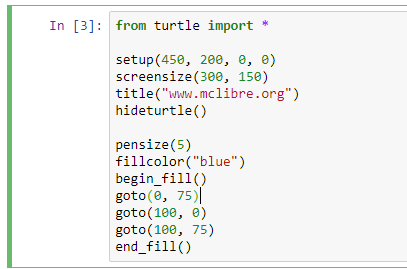 In [3]: from turtle import *
setup(450, 200, 0, 0)
screensize(300, 150)
title("www.mclibre.org")
hideturtle()
pensize(5)
fillcolor("blue")
begin_fill()
goto(0, 75)
goto(100, 0)
goto(100, 75)
end_fill()